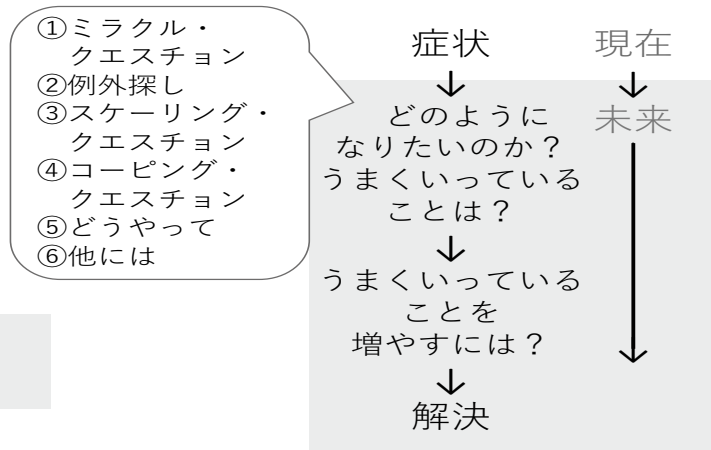 ①ミラクル・
クエスチョン
②例外探し
③スケーリング・
クエスチョン
④コーピング・
クエスチョン
⑤どうやって
⑥他には
症状
どのように
なりたいのか？
うまくいっている
ことは？
うまくいっている
ことを
増やすには？
解決
現在
未来